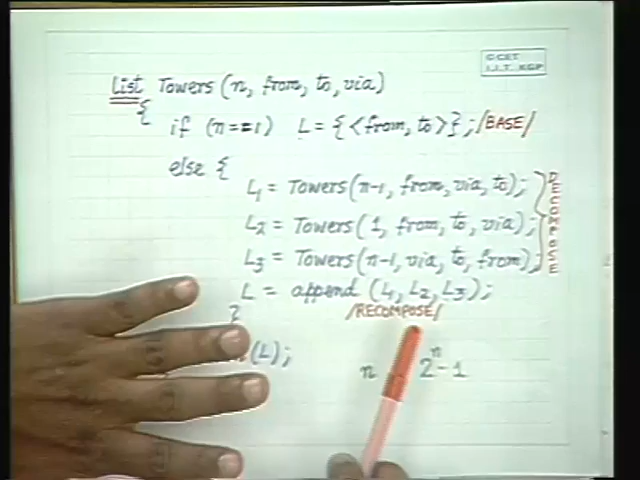 © CET
I.I.T. KGP
List Towers (n, from, to, via)
{
if (n==1) L = {<from, to>}; /BASE/
else {
L1 = Towers(n-1, from, via, to);
L2 = Towers(1, from, to, via);
L3 = Towers(n-1, via, to, from);
DECOMPOSE
L = append (L1, L2, L3);
}
/RECOMPOSE/
(L);
n 2^n - 1